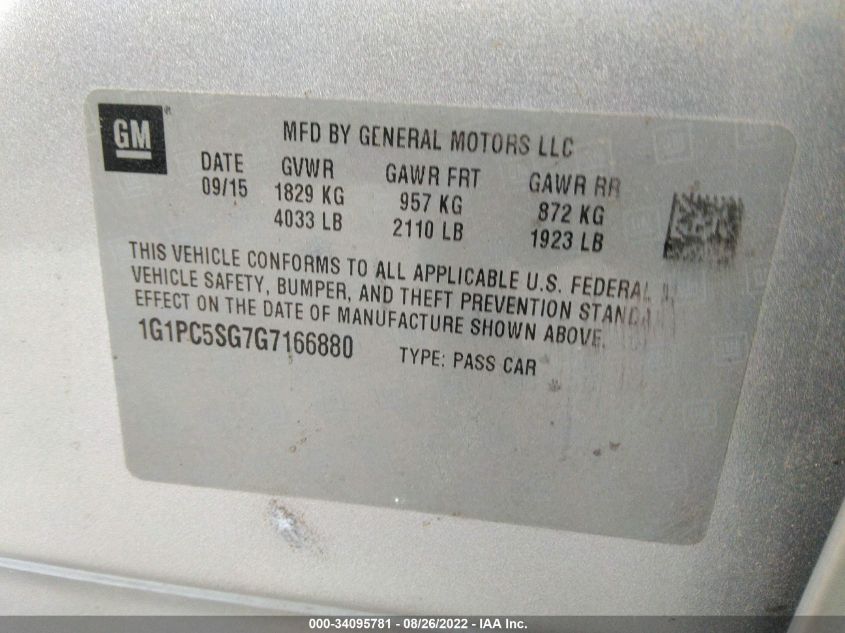 GM
MFD BY GENERAL MOTORS LLC
DATE GVWR GAWR FRT GAWR RR
09/15 1829 KG 957 KG 872 KG
4033 LB 2110 LB 1923 LB
THIS VEHICLE CONFORMS TO ALL APPLICABLE U.S. FEDERAL
VEHICLE SAFETY, BUMPER, AND THEFT PREVENTION
EFFECT ON THE DATE OF MANUFACTURE SHOWN ABOVE.
1G1PC5SG7G7166880 TYPE: PASS CAR
000-34095781 - 08/26/2022 - IAA Inc.